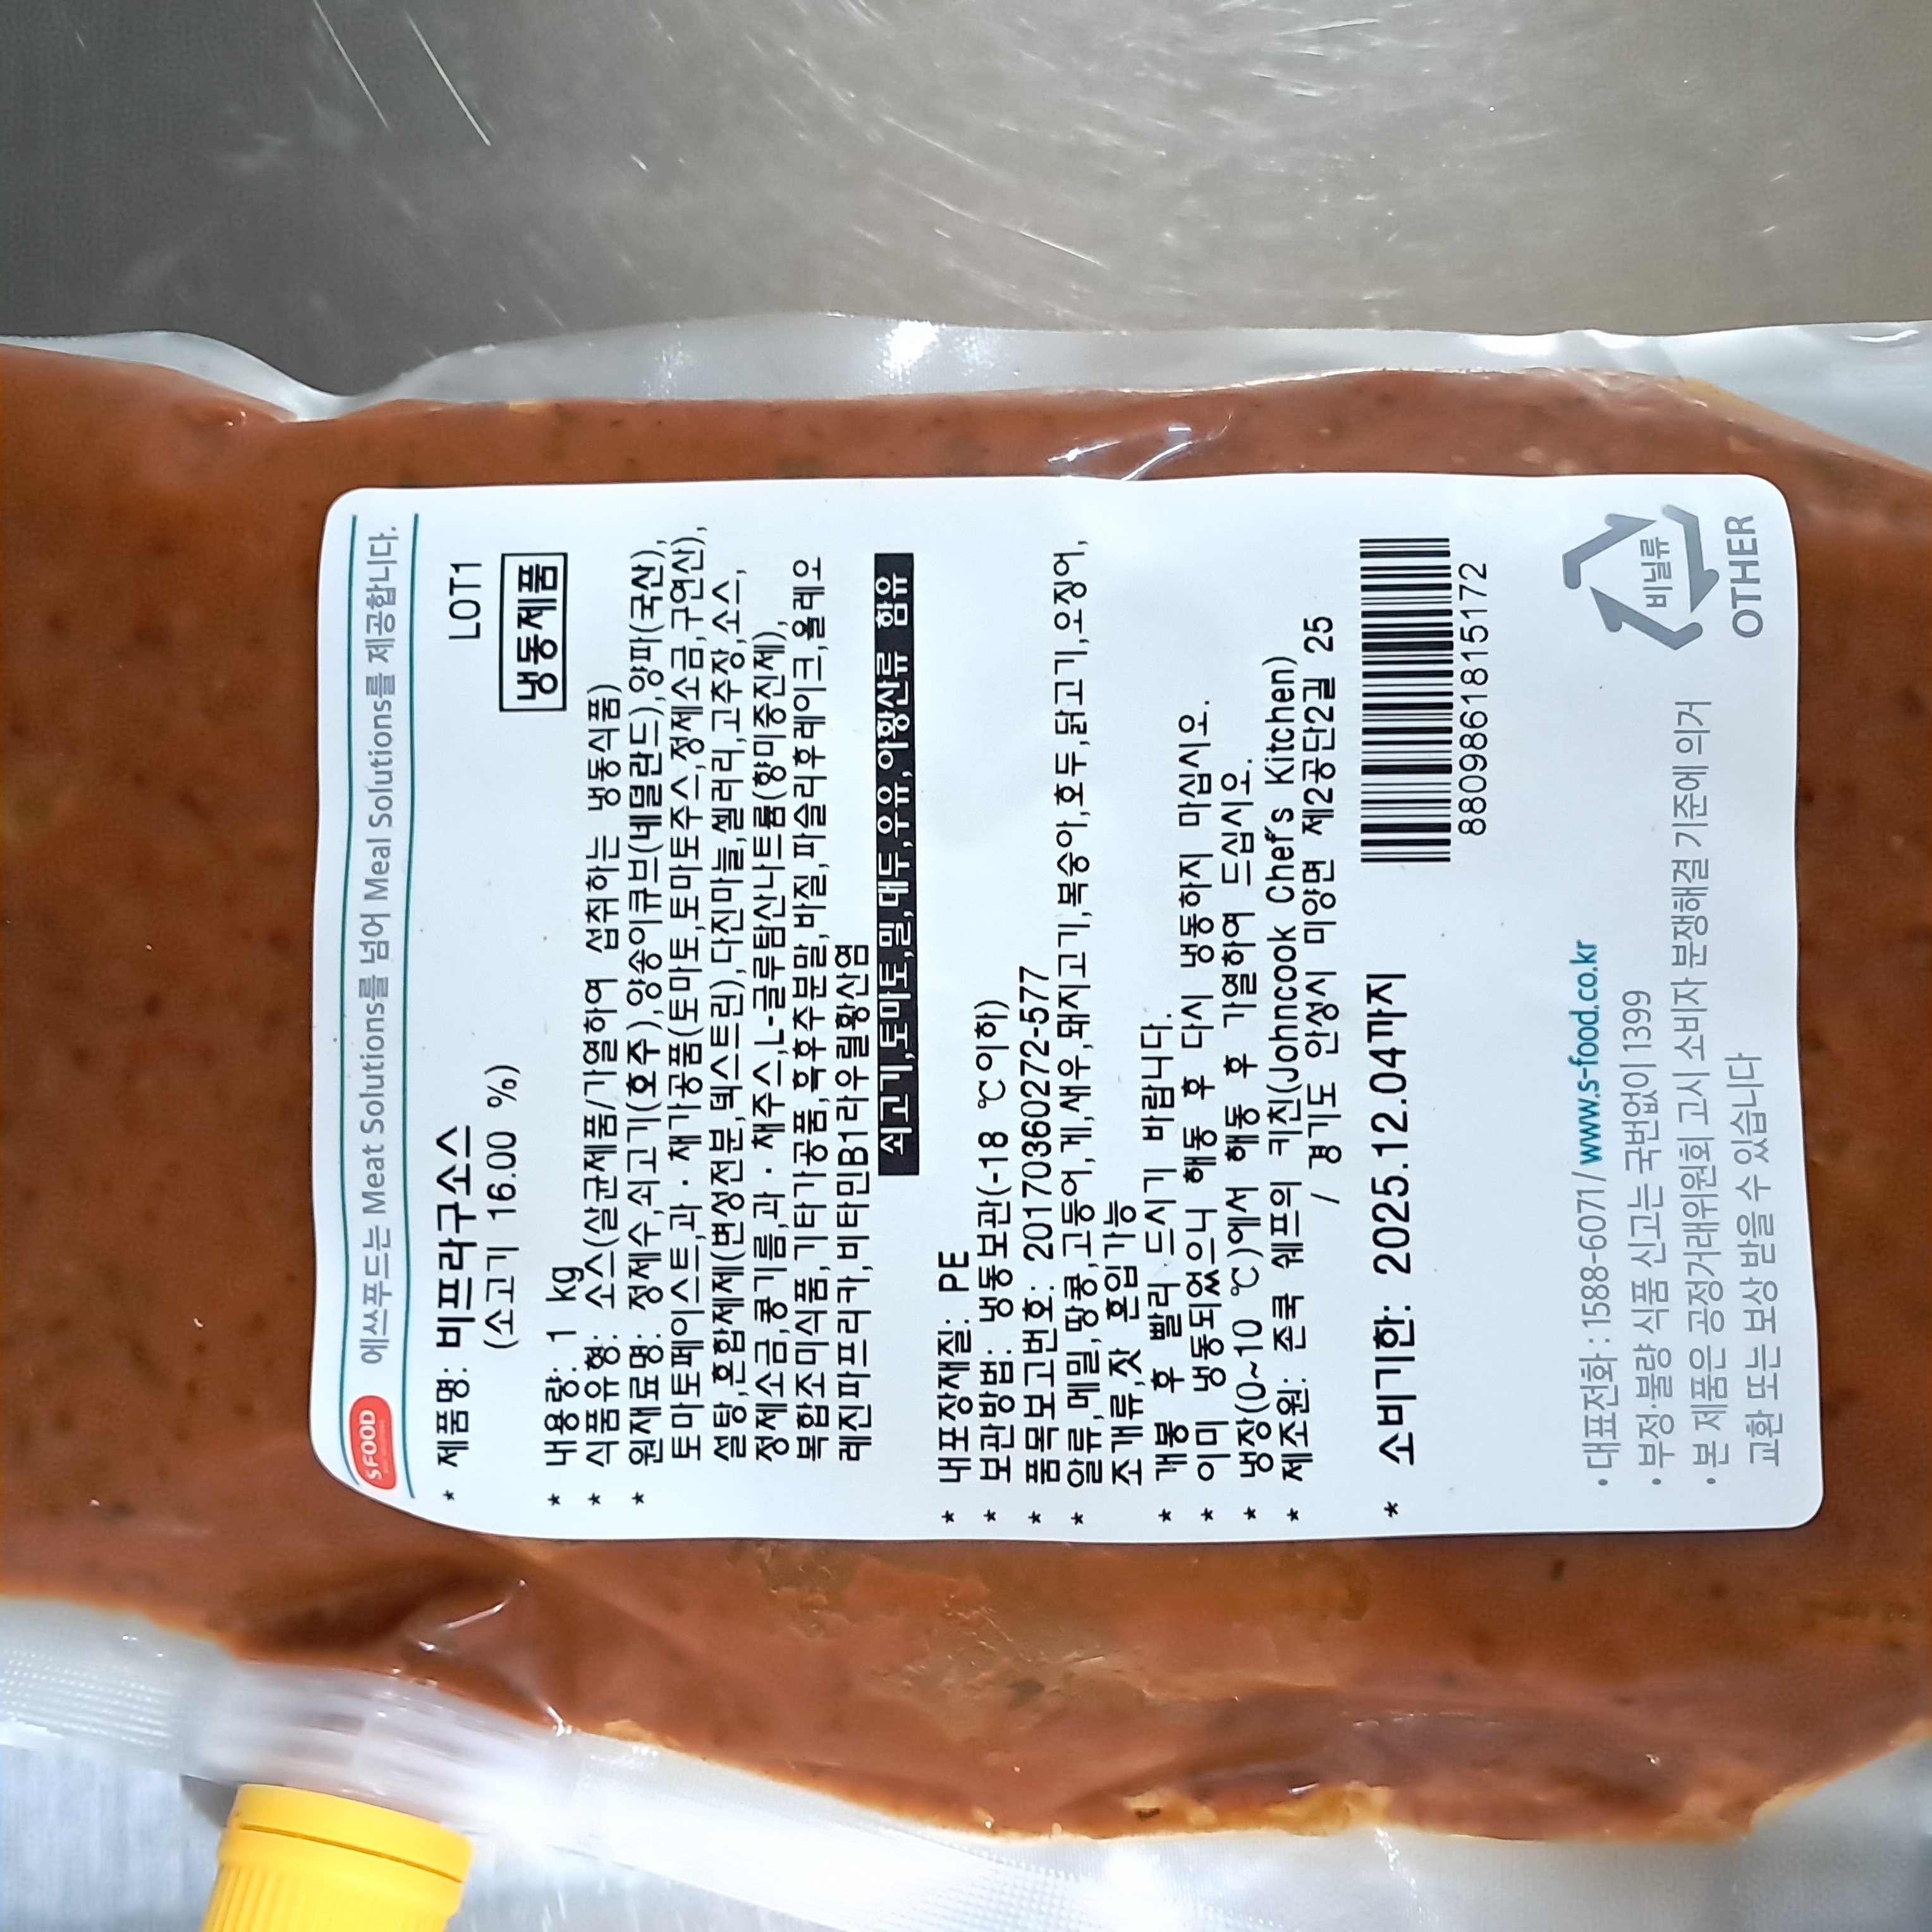 SFOOD 에쓰푸드는 Meat Solutions를 넘어 Meal Solutions를 제공합니다.
* 제품명: 비프라구소스 LOT1
(소고기 16.00 %) 냉동제품
* 내용량: 1 kg
* 식품유형: 소스(살균제품/가열하여 섭취하는 냉동식품)
* 원재료명: 정제수,쇠고기(호주),양송이큐브(네덜란드),양파(국산),
토마토페이스트,과·채가공품(토마토,토마토주스,정제소금,구연산),
설탕,혼합제제(변성전분,덱스트린),다진마늘,셀러리,고추장,소스,
정제소금,콩기름,과·채주스,L-글루탐산나트륨(향미증진제),
복합조미식품,기타가공품,흑후추분말,바질,파슬리후레이크,올레오
레진파프리카,비타민B1라우릴황산염
쇠고기,토마토,밀,대두,우유,아황산류 함유
* 내포장재질: PE
* 보관방법: 냉동보관(-18 ℃이하)
* 품목보고번호: 20170360272-577
* 알류,메밀,땅콩,고등어,게,새우,돼지고기,복숭아,호두,닭고기,오징어,
조개류,잣 혼입가능
* 개봉 후 빨리 드시기 바랍니다.
* 이미 냉동되었으니 해동 후 다시 냉동하지 마십시오.
* 냉장(0~10 ℃)에서 해동 후 가열하여 드십시오.
* 제조원: 존쿡 쉐프의 키친(Johncook Chef's Kitchen)
/ 경기도 안성시 미양면 제2공단2길 25
* 소비기한: 2025.12.04까지
8809861815172
·대표전화 : 1588-6071/ www.s-food.co.kr
·부정·불량 식품 신고는 국번없이 1399
·본 제품은 공정거래위원회 고시 소비자 분쟁해결 기준에 의거
교환 또는 보상 받을 수 있습니다
비닐류
OTHER